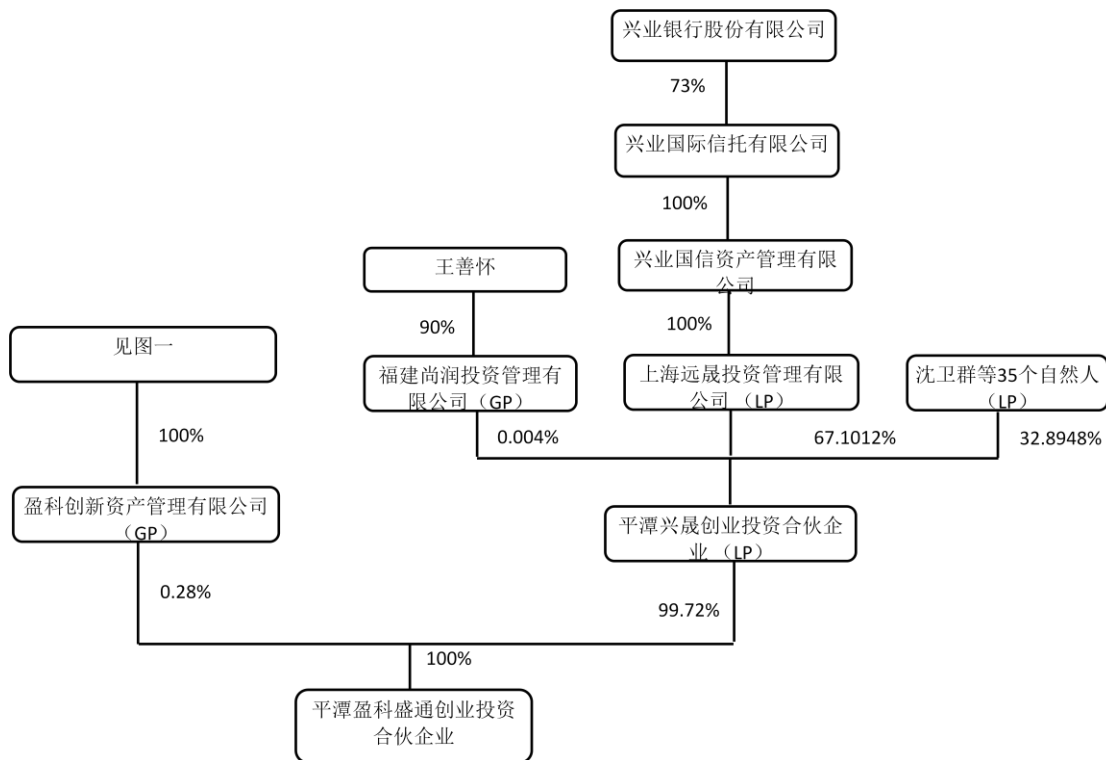 兴业银行股份有限公司
73%
兴业国际信托有限公司
100%
王善怀
兴业国信资产管理有限
公司
90%
100%
见图一
福建尚润投资管理有
限公司（GP）
上海远晟投资管理有限
公司（LP）
沈卫群等35个自然人
（LP）
100%
0.004%
67.1012%
32.8948%
盈科创新资产管理有限公司
（GP）
平潭兴晟创业投资合伙企
业 （LP）
0.28%
99.72%
100%
平潭盈科盛通创业投资
合伙企业